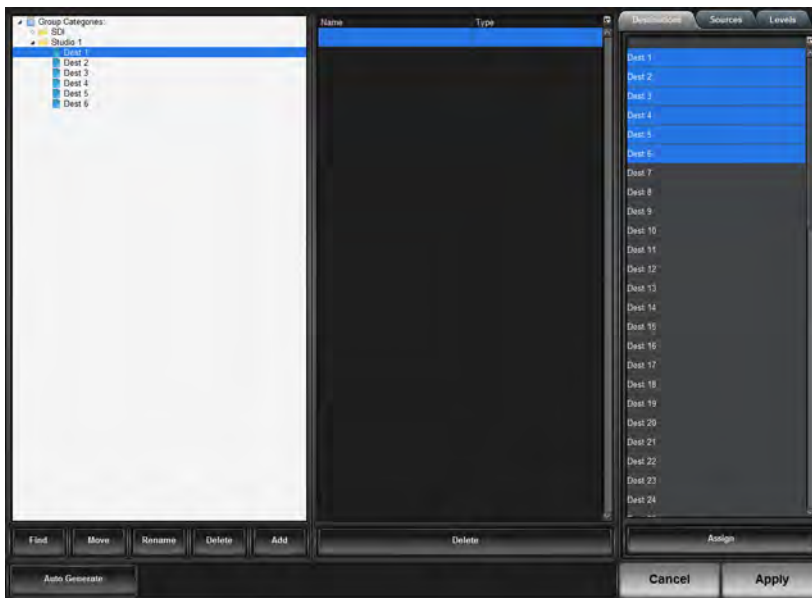 Group Categories:
SDI
Studio 1
Dest 1
Dest 2
Dest 3
Dest 4
Dest 5
Dest 6
Find
Move
Rename
Delete
Add
Auto Generate
Name
Type
Delete
Destinations
Sources
Levels
Dest 1
Dest 2
Dest 3
Dest 4
Dest 5
Dest 6
Dest 7
Dest 8
Dest 9
Dest 10
Dest 11
Dest 12
Dest 13
Dest 14
Dest 15
Dest 16
Dest 17
Dest 18
Dest 19
Dest 20
Dest 21
Dest 22
Dest 23
Dest 24
Assign
Cancel
Apply